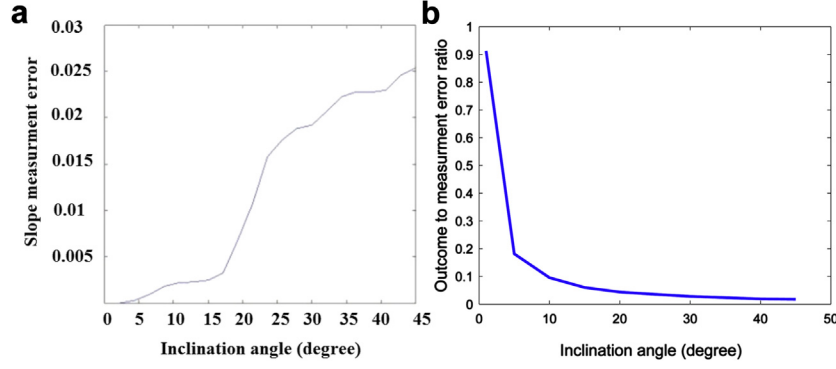 a
0.03
0.025
0.02
0.015
0.01
0.005
Slope measurment error
0 5 10 15 20 25 30 35 40 45
Inclination angle (degree)
b
1
0.9
0.8
0.7
0.6
0.5
0.4
0.3
0.2
0.1
0
Outcome to measurment error ratio
0 10 20 30 40 50
Inclination angle (degree)